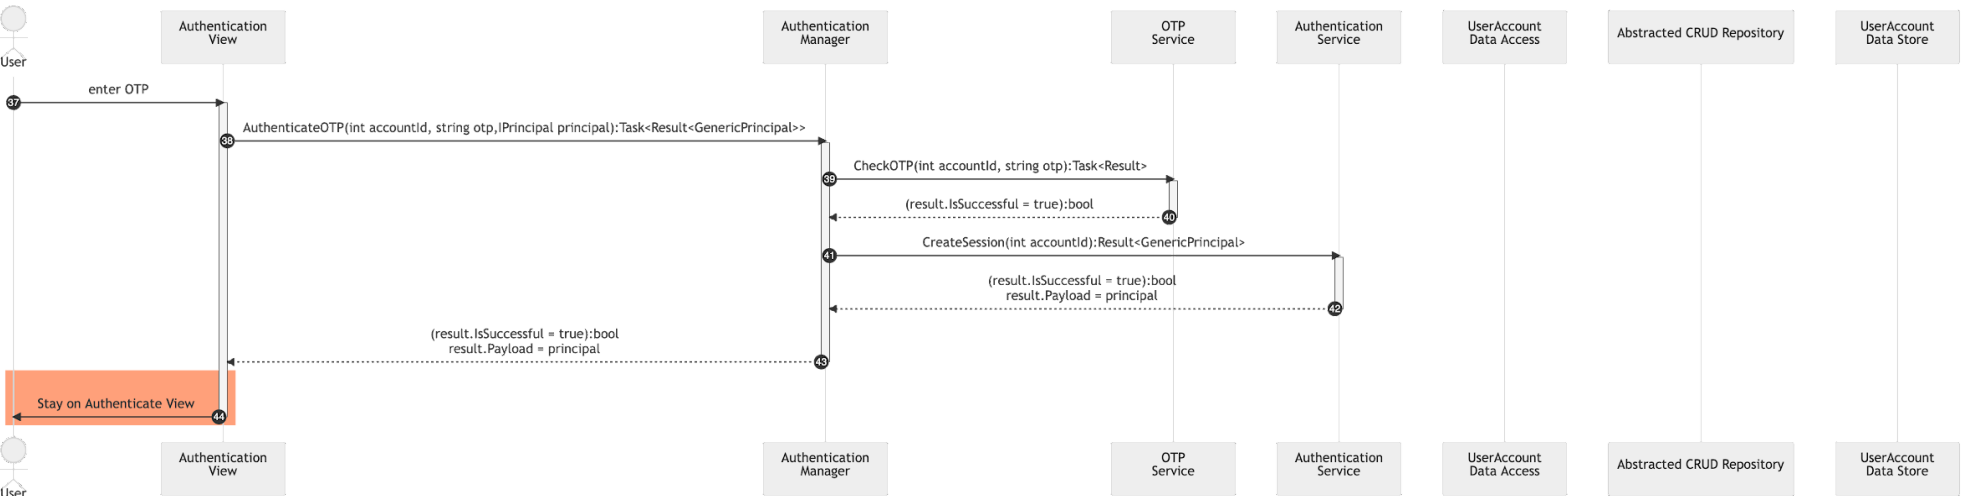 User
Authentication
View
Authentication
Manager
OTP
Service
Authentication
Service
UserAccount
Data Access
Abstracted CRUD Repository
UserAccount
Data Store
37
enter OTP
38
AuthenticateOTP(int accountId, string otp,IPrincipal principal):Task<Result<GenericPrincipal>>
39
CheckOTP(int accountId, string otp):Task<Result>
(result.IsSuccessful = true):bool
40
41
CreateSession(int accountId):Result<GenericPrincipal>
(result.IsSuccessful = true):bool
result.Payload = principal
42
(result.IsSuccessful = true):bool
result.Payload = principal
43
Stay on Authenticate View
44
User
Authentication
View
Authentication
Manager
OTP
Service
Authentication
Service
UserAccount
Data Access
Abstracted CRUD Repository
UserAccount
Data Store